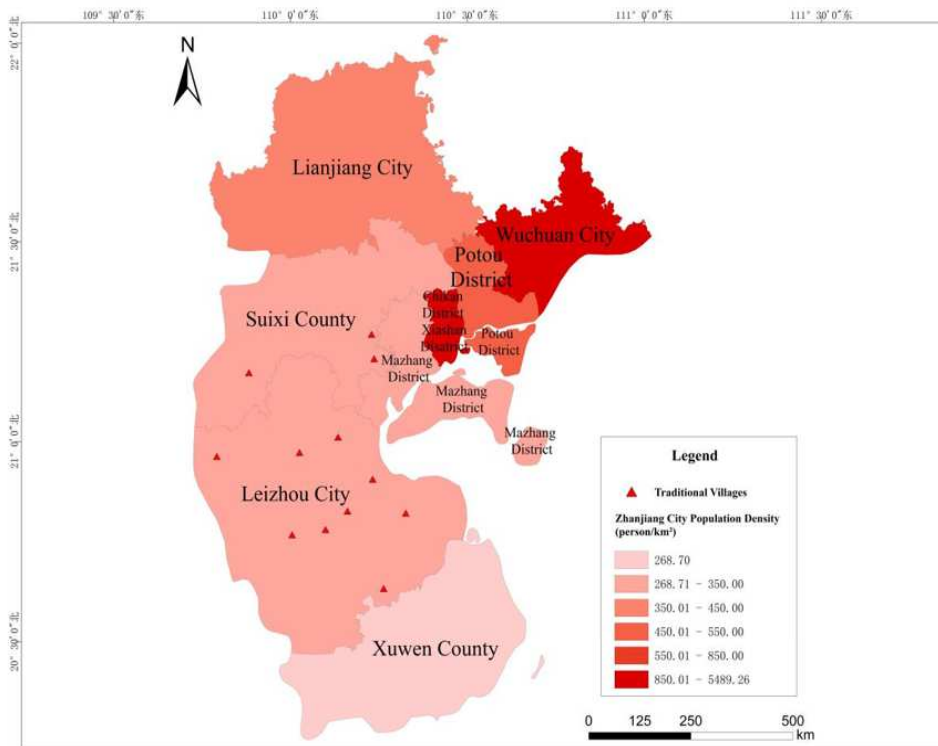 109° 30′0″东
110° 0′0″东
110° 30′0″东
111° 0′0″东
111° 30′0″东
22° 0′0″北
21° 30′0″北
21° 0′0″北
20° 30′0″北
N
Lianjiang City
Wuchuan City
Potou
District
Chikan
District
Suixi County
Xiashan
Disatrict
Potou
District
Mazhang
District
Mazhang
District
Mazhang
District
Leizhou City
Xuwen County
Legend
Traditional Villages
Zhanjiang City Population Density
(person/km²)
268.70
268.71 - 350.00
350.01 - 450.00
450.01 - 550.00
550.01 - 850.00
850.01 - 5489.26
0 125 250 500
km